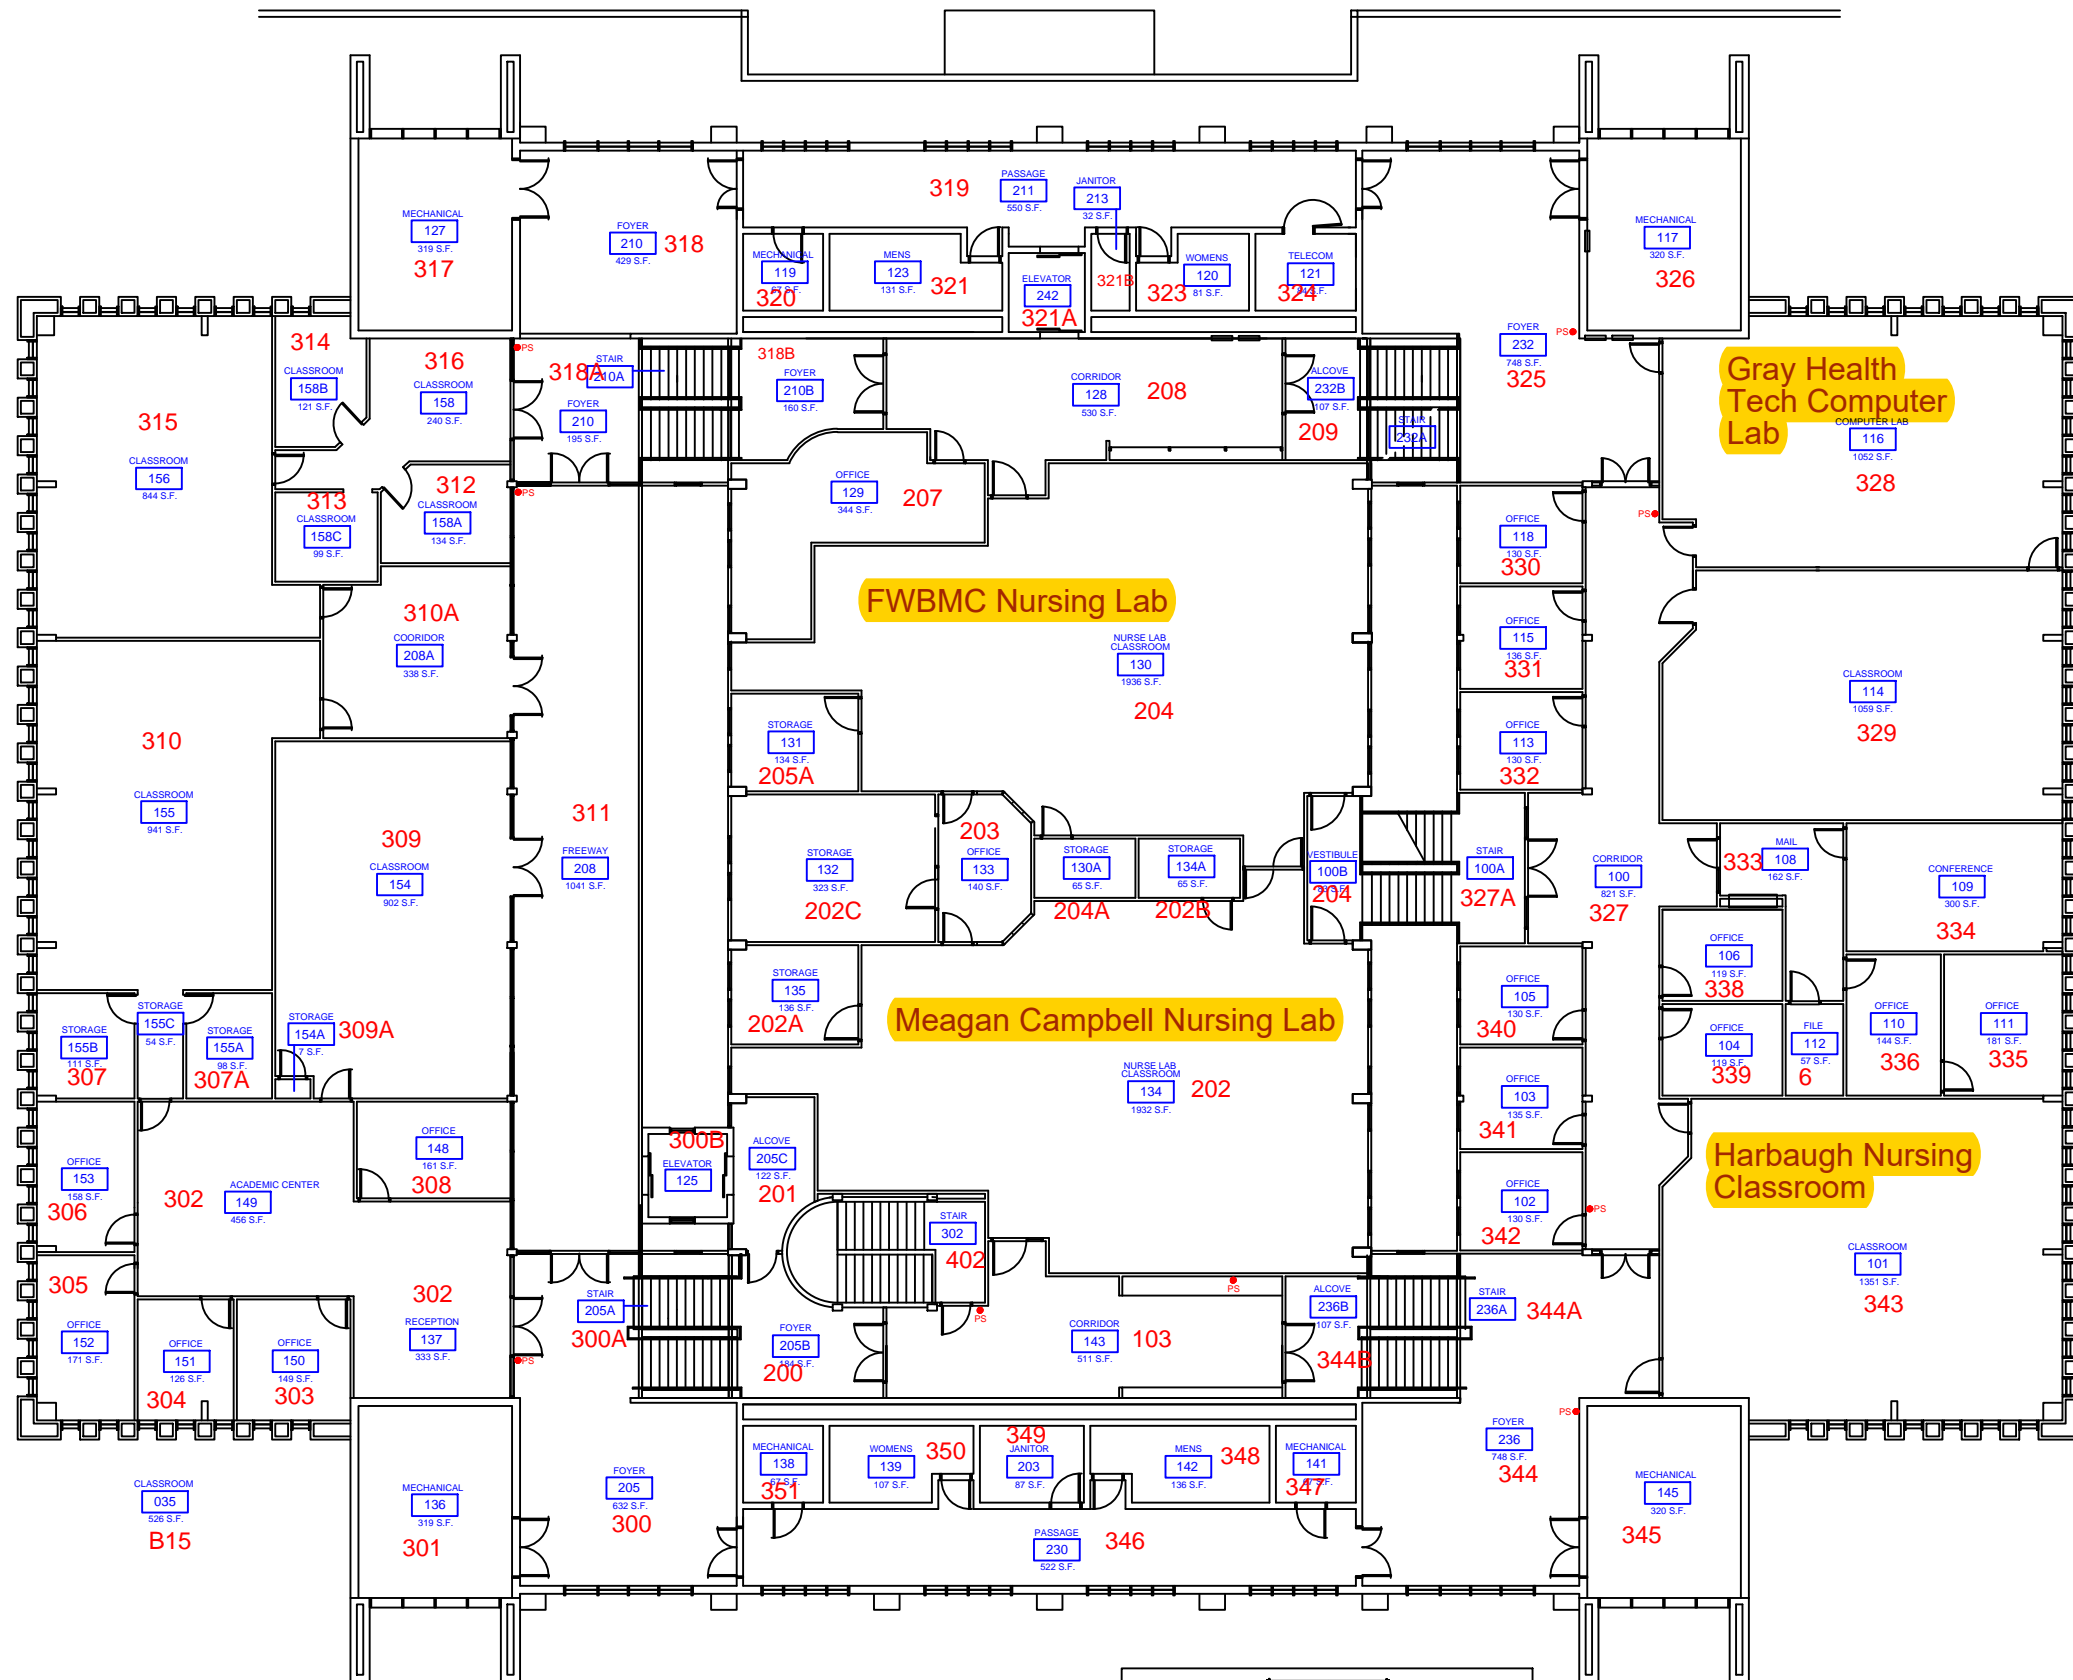 PASSAGE
211
550 S.F.
319
JANITOR
213
32 S.F.
MECHANICAL
127
319 S.F.
317
FOYER
210
429 S.F.
318
MECHANICAL
119
67 S.F.
320
MENS
123
131 S.F.
321
ELEVATOR
242
321A
321B
WOMENS
120
81 S.F.
323
TELECOM
121
324
MECHANICAL
117
320 S.F.
326
FOYER
232
748 S.F.
325
PS
PS
314
CLASSROOM
158B
121 S.F.
316
CLASSROOM
158
240 S.F.
STAIR
210A
318A
FOYER
210
195 S.F.
318B
FOYER
210B
160 S.F.
CORRIDOR
128
530 S.F.
208
ALCOVE
232B
107 S.F.
209
STAIR
232A
Gray Health
Tech Computer
Lab
COMPUTER LAB
116
1052 S.F.
328
315
CLASSROOM
156
844 S.F.
313
CLASSROOM
158C
99 S.F.
312
CLASSROOM
158A
134 S.F.
PS
OFFICE
129
344 S.F.
207
PS
OFFICE
118
130 S.F.
330
FWBMC Nursing Lab
NURSE LAB
CLASSROOM
130
1936 S.F.
204
310A
COORIDOR
208A
338 S.F.
OFFICE
115
136 S.F.
331
CLASSROOM
114
1059 S.F.
329
310
CLASSROOM
155
941 S.F.
STORAGE
131
134 S.F.
205A
OFFICE
113
130 S.F.
332
309
CLASSROOM
154
902 S.F.
311
FREEWAY
208
1041 S.F.
STORAGE
132
323 S.F.
202C
203
OFFICE
133
140 S.F.
STORAGE
130A
65 S.F.
204A
STORAGE
134A
65 S.F.
202B
VESTIBULE
100B
204
STAIR
100A
327A
CORRIDOR
100
821 S.F.
327
333
MAIL
108
162 S.F.
CONFERENCE
109
300 S.F.
334
OFFICE
106
119 S.F.
338
STORAGE
135
136 S.F.
202A
Meagan Campbell Nursing Lab
OFFICE
105
130 S.F.
340
STORAGE
155B
111 S.F.
307
STORAGE
155C
54 S.F.
STORAGE
155A
98 S.F.
307A
STORAGE
154A
7 S.F.
309A
OFFICE
104
119 S.F.
339
FILE
112
57 S.F.
6
OFFICE
110
144 S.F.
336
OFFICE
111
181 S.F.
335
NURSE LAB
CLASSROOM
134
1932 S.F.
202
OFFICE
103
135 S.F.
341
OFFICE
153
158 S.F.
306
302
ACADEMIC CENTER
149
456 S.F.
OFFICE
148
161 S.F.
308
300B
ELEVATOR
125
ALCOVE
205C
122 S.F.
201
Harbaugh Nursing
Classroom
CLASSROOM
101
1351 S.F.
343
OFFICE
102
130 S.F.
342
PS
STAIR
302
402
305
OFFICE
152
171 S.F.
OFFICE
151
126 S.F.
304
OFFICE
150
149 S.F.
303
302
RECEPTION
137
333 S.F.
PS
STAIR
205A
300A
FOYER
205B
184 S.F.
200
PS
PS
CORRIDOR
143
511 S.F.
103
ALCOVE
236B
107 S.F.
344B
STAIR
236A
344A
PS
FOYER
236
748 S.F.
344
CLASSROOM
035
526 S.F.
B15
MECHANICAL
136
319 S.F.
301
FOYER
205
632 S.F.
300
MECHANICAL
138
67 S.F.
351
WOMENS
139
107 S.F.
350
349
JANITOR
203
87 S.F.
MENS
142
136 S.F.
348
MECHANICAL
141
347
MECHANICAL
145
320 S.F.
345
PASSAGE
230
522 S.F.
346